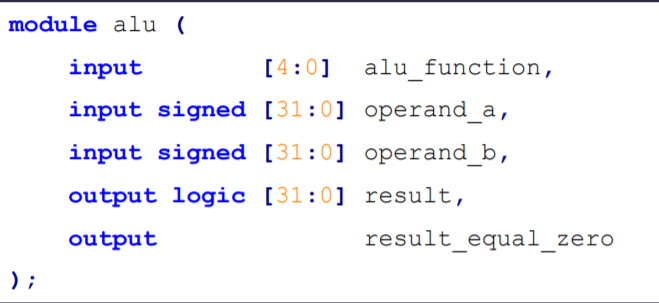 module alu (
input [4:0] alu_function,
input signed [31:0] operand_a,
input signed [31:0] operand_b,
output logic [31:0] result,
output result_equal_zero
);